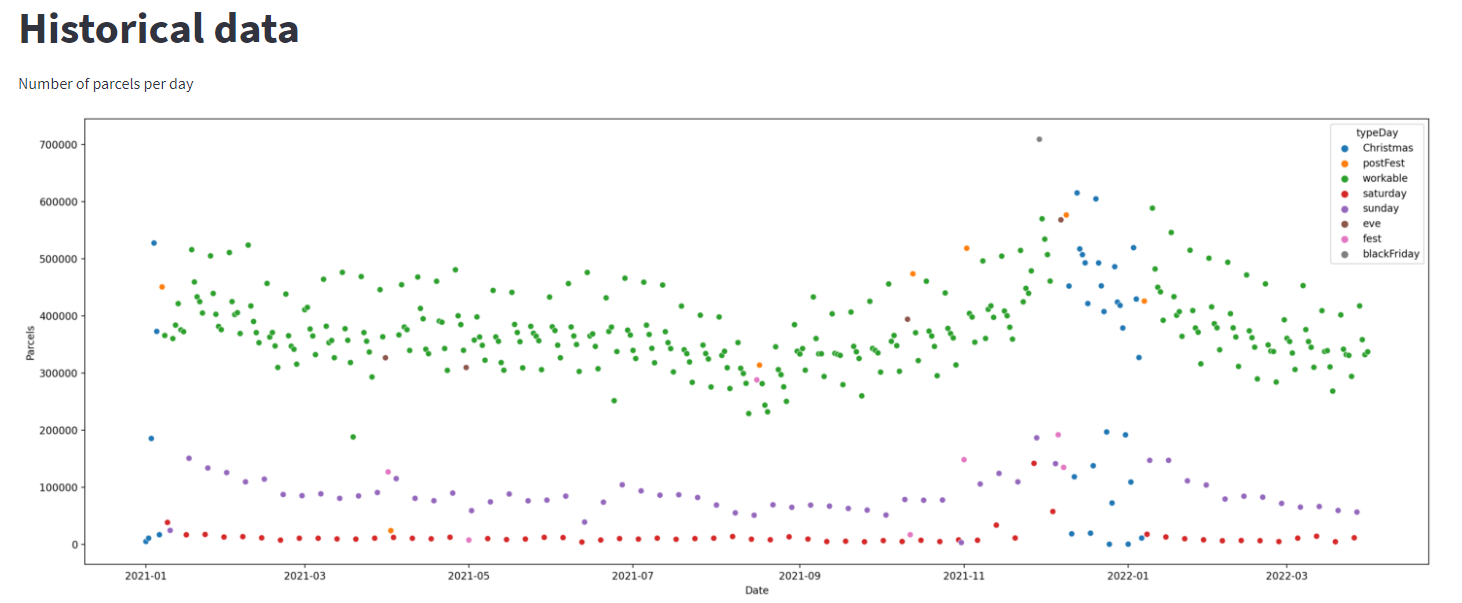 Historical data
Number of parcels per day
typeDay
Christmas
postFest
workable
saturday
sunday
eve
fest
blackFriday
700000
600000
500000
400000
300000
200000
100000
0
Parcels
2021-01 2021-03 2021-05 2021-07 2021-09 2021-11 2022-01 2022-03
Date